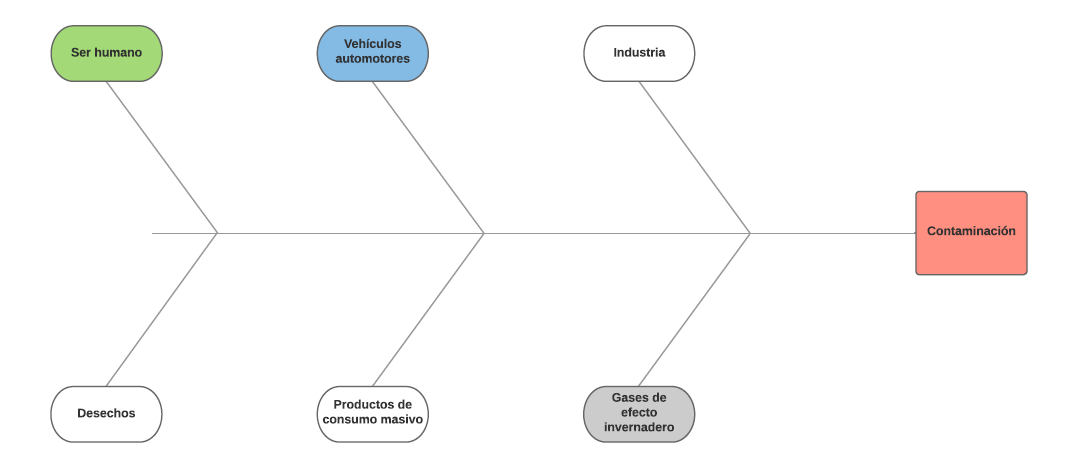 Ser humano
Vehículos
automotores
Industria
Contaminación
Desechos
Productos de
consumo masivo
Gases de
efecto
invernadero